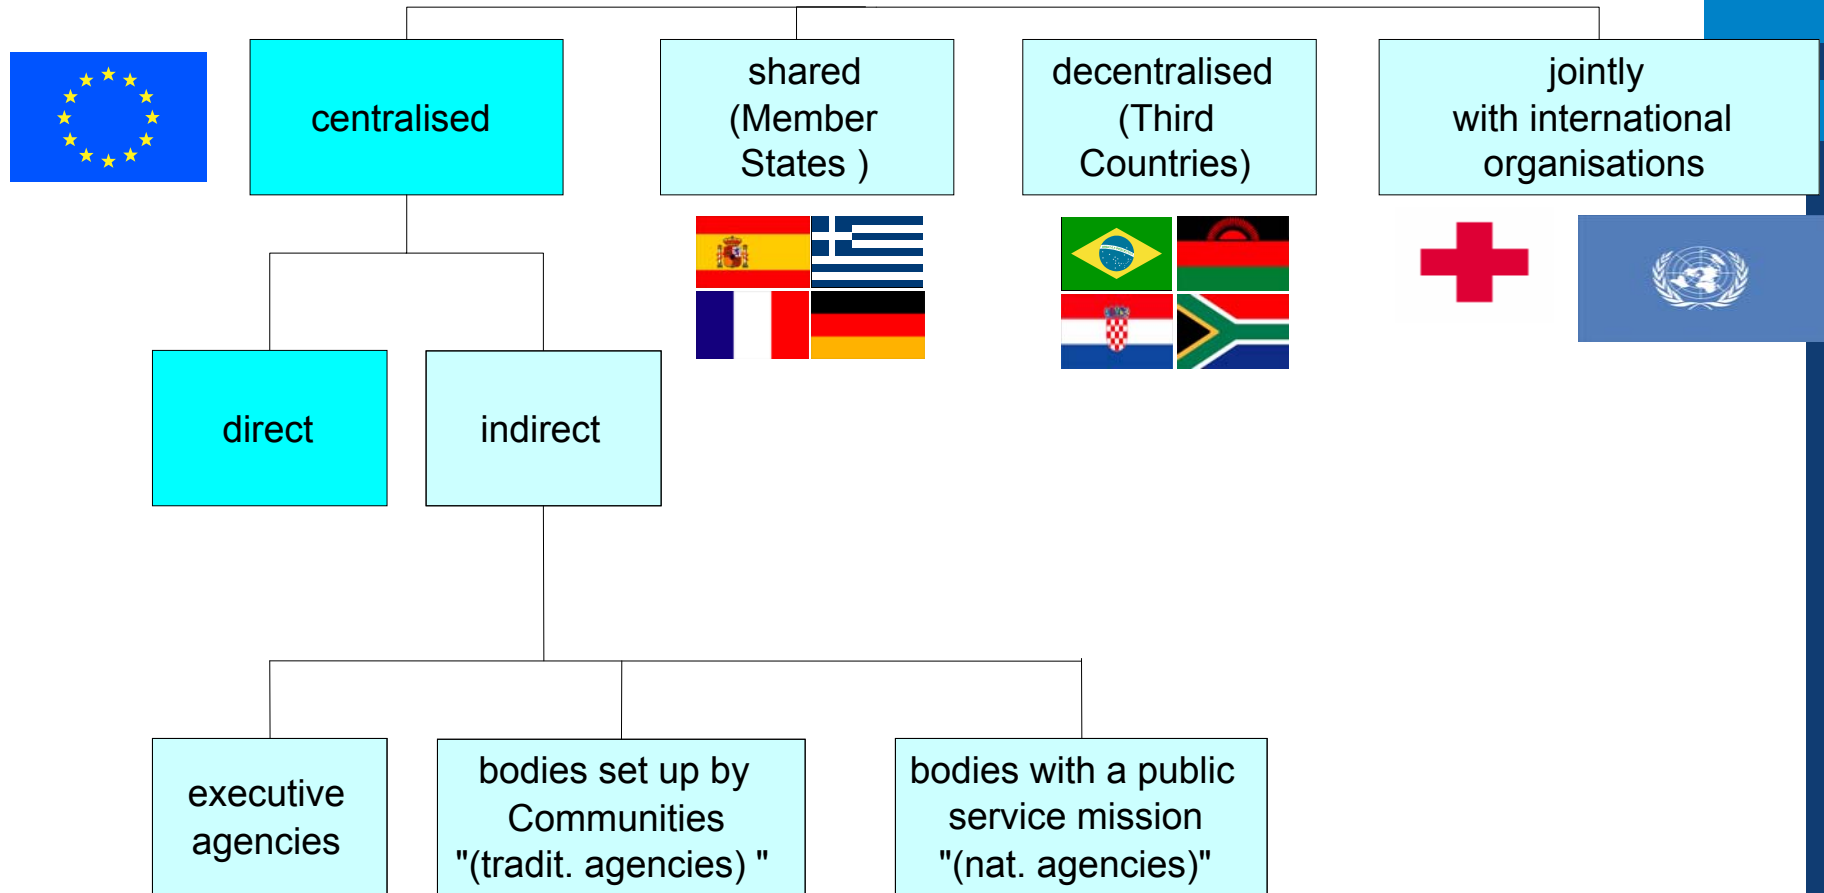 centralised
shared
(Member
States )
decentralised
(Third
Countries)
jointly
with international
organisations
direct
indirect
executive
agencies
bodies set up by
Communities
"(tradit. agencies) "
bodies with a public
service mission
"(nat. agencies)"